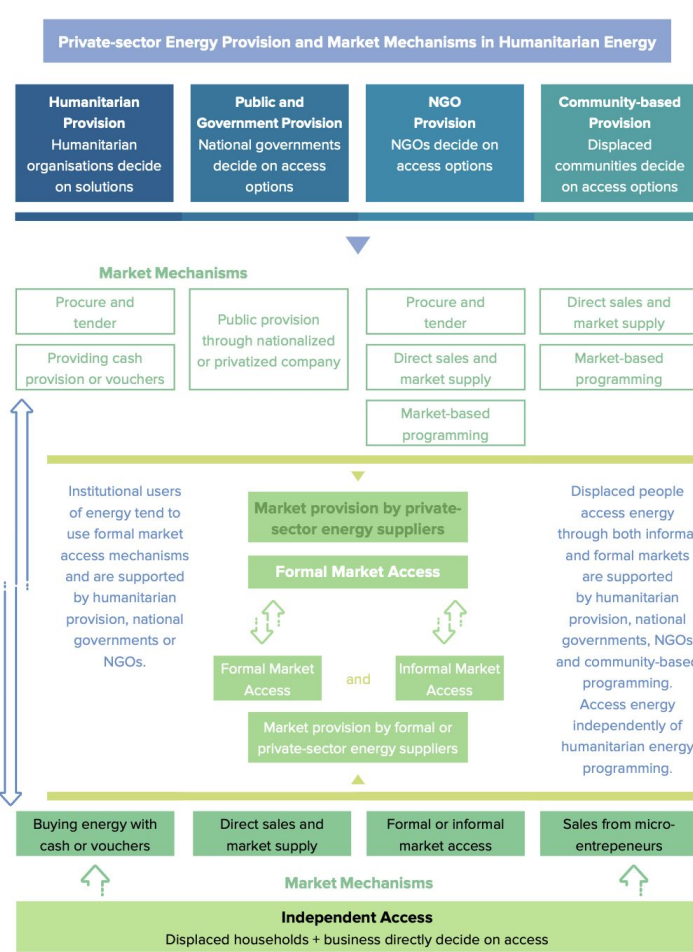 Private-sector Energy Provision and Market Mechanisms in Humanitarian Energy
Humanitarian
Provision
Humanitarian
organisations decide
on solutions
Public and
Government Provision
National governments
decide on access
options
NGO
Provision
NGOs decide on
access options
Community-based
Provision
Displaced
communities decide
on access options
Market Mechanisms
Procure and
tender
Providing cash
provision or vouchers
Public provision
through nationalized
or privatized company
Procure and
tender
Direct sales and
market supply
Market-based
programming
Direct sales and
market supply
Market-based
programming
Institutional users
of energy tend to
use formal market
access mechanisms
and are supported
by humanitarian
provision, national
governments or
NGOs.
Market provision by private-
sector energy suppliers
Formal Market Access
Formal Market
Access
and
Informal Market
Access
Market provision by formal or
private-sector energy suppliers
Displaced people
access energy
through both informa
and formal markets
are supported
by humanitarian
provision, national
governments, NGOs
and community-based
programming.
Access energy
independently of
humanitarian energy
programming.
Buying energy with
cash or vouchers
Direct sales and
market supply
Formal or informal
market access
Sales from micro-
entrepeneurs
Market Mechanisms
Independent Access
Displaced households + business directly decide on access